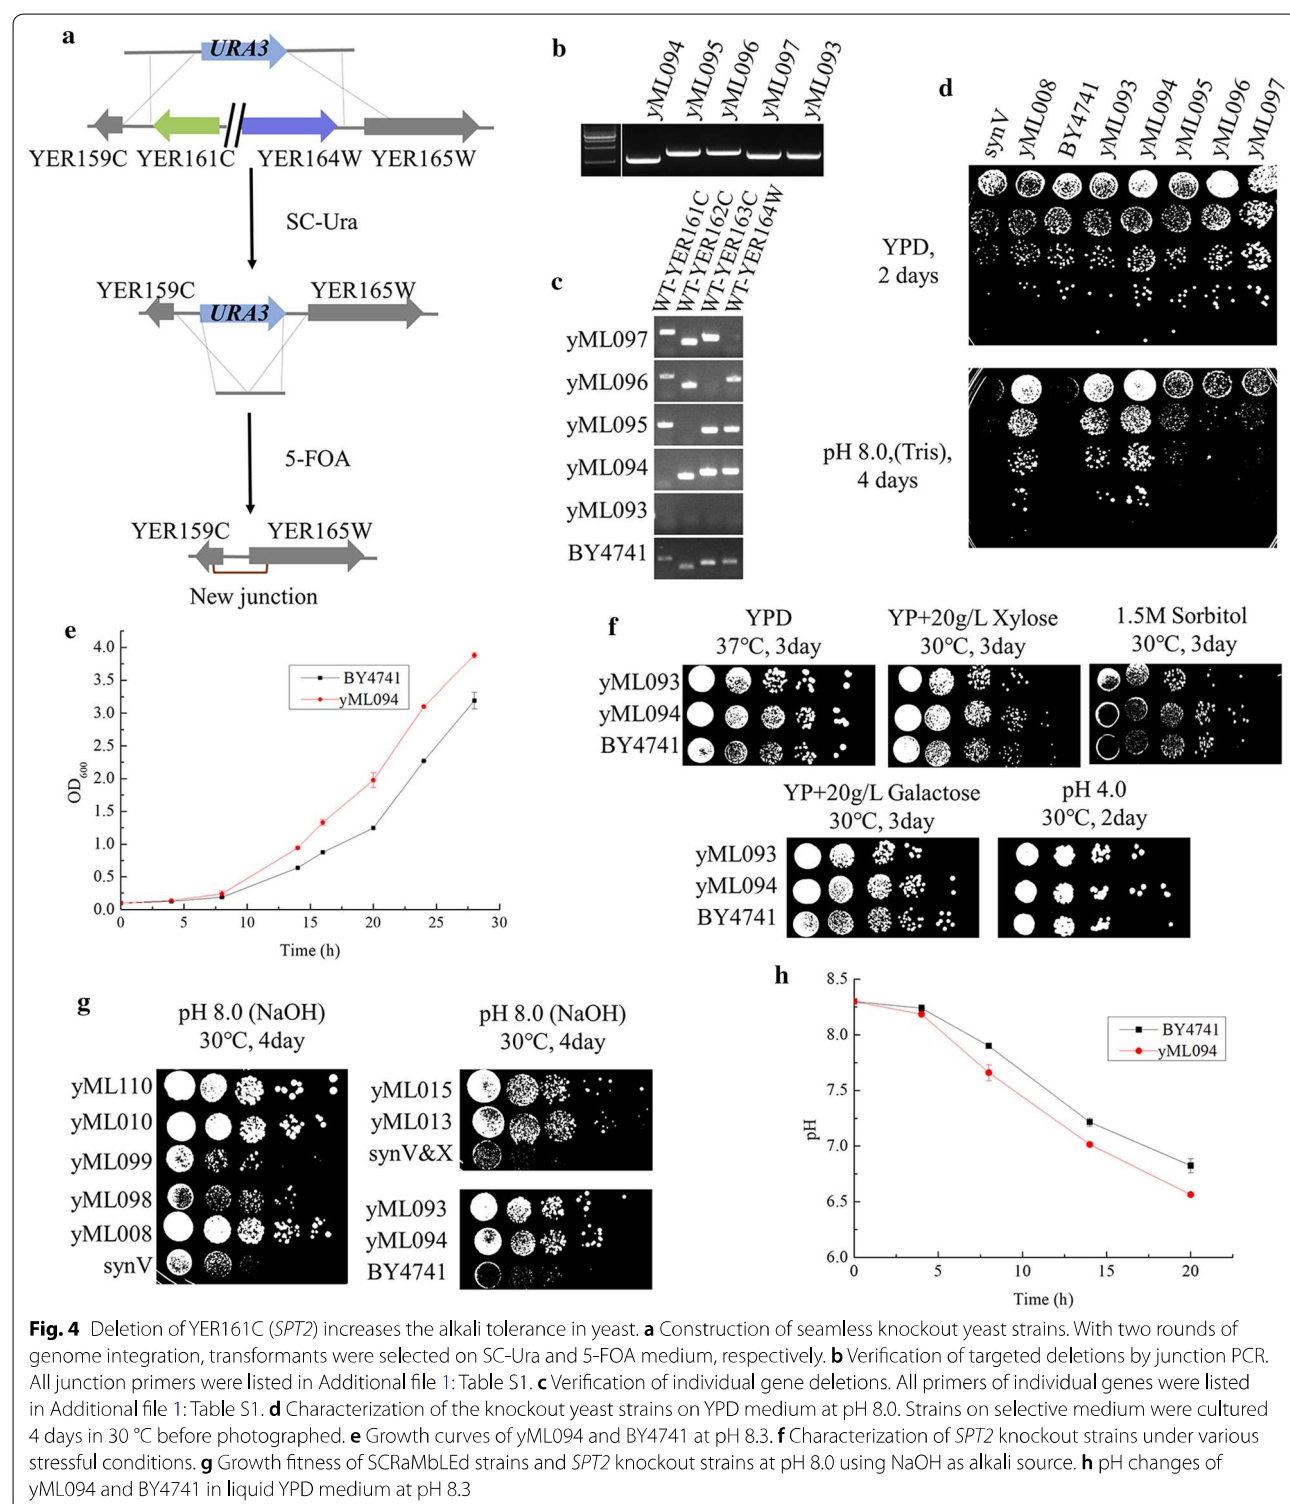 a
URA3
YER159C YER161C YER164W YER165W
SC-Ura
YER159C YER165W
URA3
5-FOA
YER159C YER165W
New junction
b
yML094 yML095 yML096 yML097 yML093
c
WT-YER161C WT-YER162C WT-YER163C WT-YER164W
yML097
yML096
yML095
yML094
yML093
BY4741
d
synV yML008 BY4741 yML093 yML094 yML095 yML096 yML097
YPD,
2 days
pH 8.0,(Tris),
4 days
e
4.0
3.5
3.0
2.5
2.0
1.5
1.0
0.5
0.0
OD600
BY4741
yML094
0 5 10 15 20 25 30
Time (h)
f
YPD
37°C, 3day
YP+20g/L Xylose
30°C, 3day
1.5M Sorbitol
30°C, 3day
yML093
yML094
BY4741
YP+20g/L Galactose
30°C, 3day
pH 4.0
30°C, 2day
yML093
yML094
BY4741
g
pH 8.0 (NaOH)
30°C, 4day
yML110
yML010
yML099
yML098
yML008
synV
pH 8.0 (NaOH)
30°C, 4day
yML015
yML013
synV&X
yML093
yML094
BY4741
h
8.5
8.0
7.5
7.0
6.5
6.0
pH
BY4741
yML094
0 5 10 15 20
Time (h)
Fig. 4 Deletion of YER161C (SPT2) increases the alkali tolerance in yeast. a Construction of seamless knockout yeast strains. With two rounds of
genome integration, transformants were selected on SC-Ura and 5-FOA medium, respectively. b Verification of targeted deletions by junction PCR.
All junction primers were listed in Additional file 1: Table S1. c Verification of individual gene deletions. All primers of individual genes were listed
in Additional file 1: Table S1. d Characterization of the knockout yeast strains on YPD medium at pH 8.0. Strains on selective medium were cultured
4 days in 30 °C before photographed. e Growth curves of yML094 and BY4741 at pH 8.3. f Characterization of SPT2 knockout strains under various
stressful conditions. g Growth fitness of SCRaMbLEd strains and SPT2 knockout strains at pH 8.0 using NaOH as alkali source. h pH changes of
yML094 and BY4741 in liquid YPD medium at pH 8.3